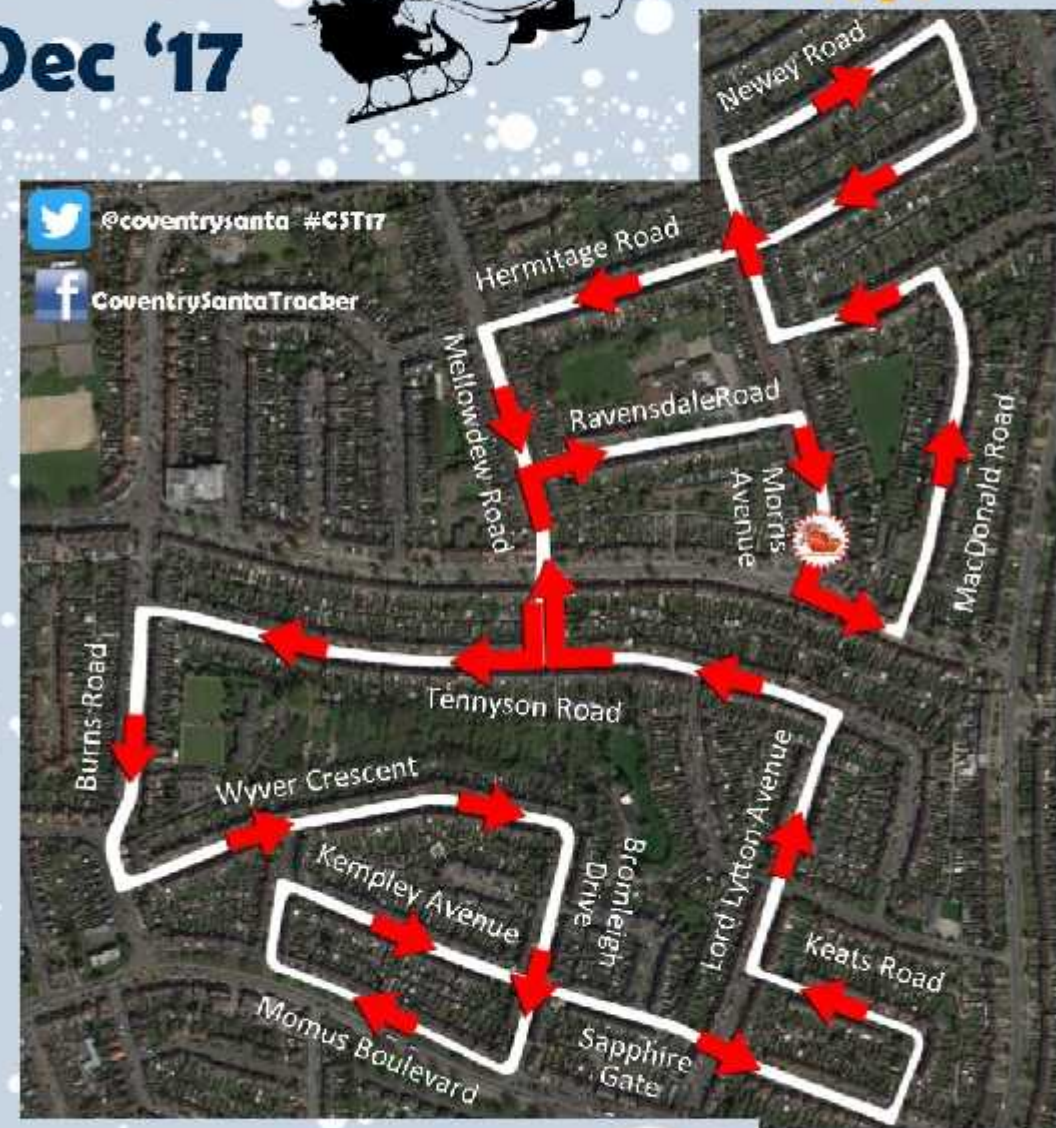 Dec ‘17
@coventrysanta #CST17
CoventrySantaTracker
Newey Road
Hermitage Road
Mellowdew Road
RavensdaleRoad
Morris
Avenue
MacDonald Road
Tennyson Road
Burns Road
Wyver Crescent
Kempley Avenue
Bromleigh
Drive
Lord Lytton Avenue
Keats Road
Momus Boulevard
Sapphire
Gate